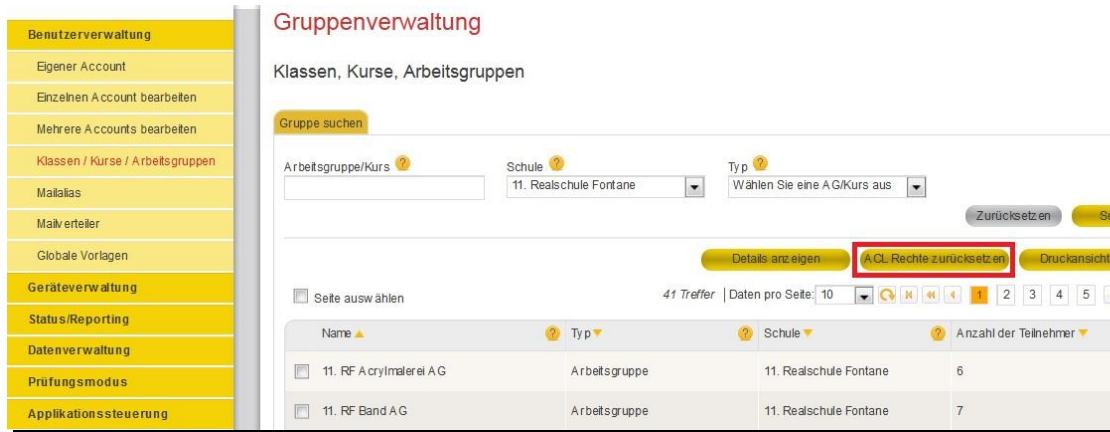 Benutzerverwaltung
Eigener Account
Einzelnen Account bearbeiten
Mehrere Accounts bearbeiten
Klassen / Kurse / Arbeitsgruppen
Mailalias
Mailverteiler
Globale Vorlagen
Geräteverwaltung
Status/Reporting
Datenverwaltung
Prüfungsmodus
Applikationssteuerung
Gruppenverwaltung
Klassen, Kurse, Arbeitsgruppen
Gruppe suchen
Arbeitsgruppe/Kurs ? Schule ? Typ ?
11. Realschule Fontane Wählen Sie eine AG/Kurs aus
Zurücksetzen
Details anzeigen ACL Rechte zurücksetzen Druckansicht
Seite auswählen 41 Treffer | Daten pro Seite: 10 1 2 3 4 5
Name ? Typ ? Schule ? Anzahl der Teilnehmer
11. RF Acrylmalerei AG Arbeitsgruppe 11. Realschule Fontane 6
11. RF Band AG Arbeitsgruppe 11. Realschule Fontane 7